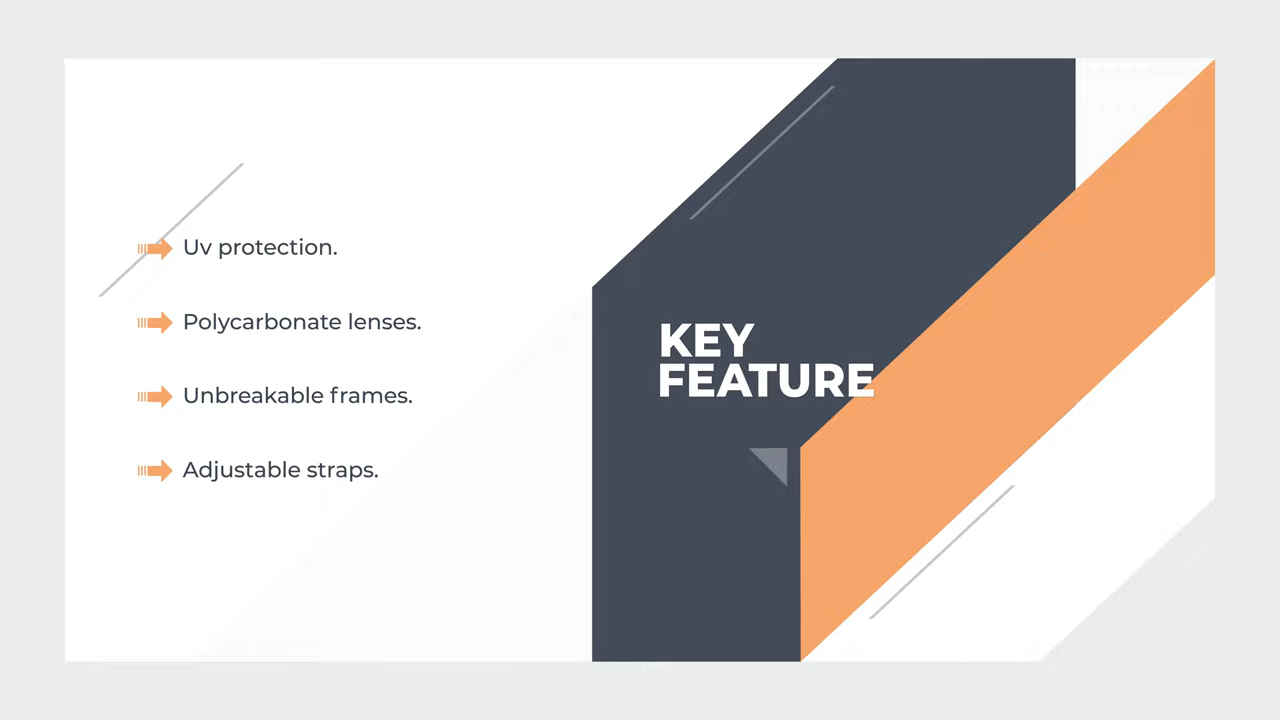 Uv protection.
Polycarbonate lenses.
Unbreakable frames.
Adjustable straps.
KEY
FEATURE